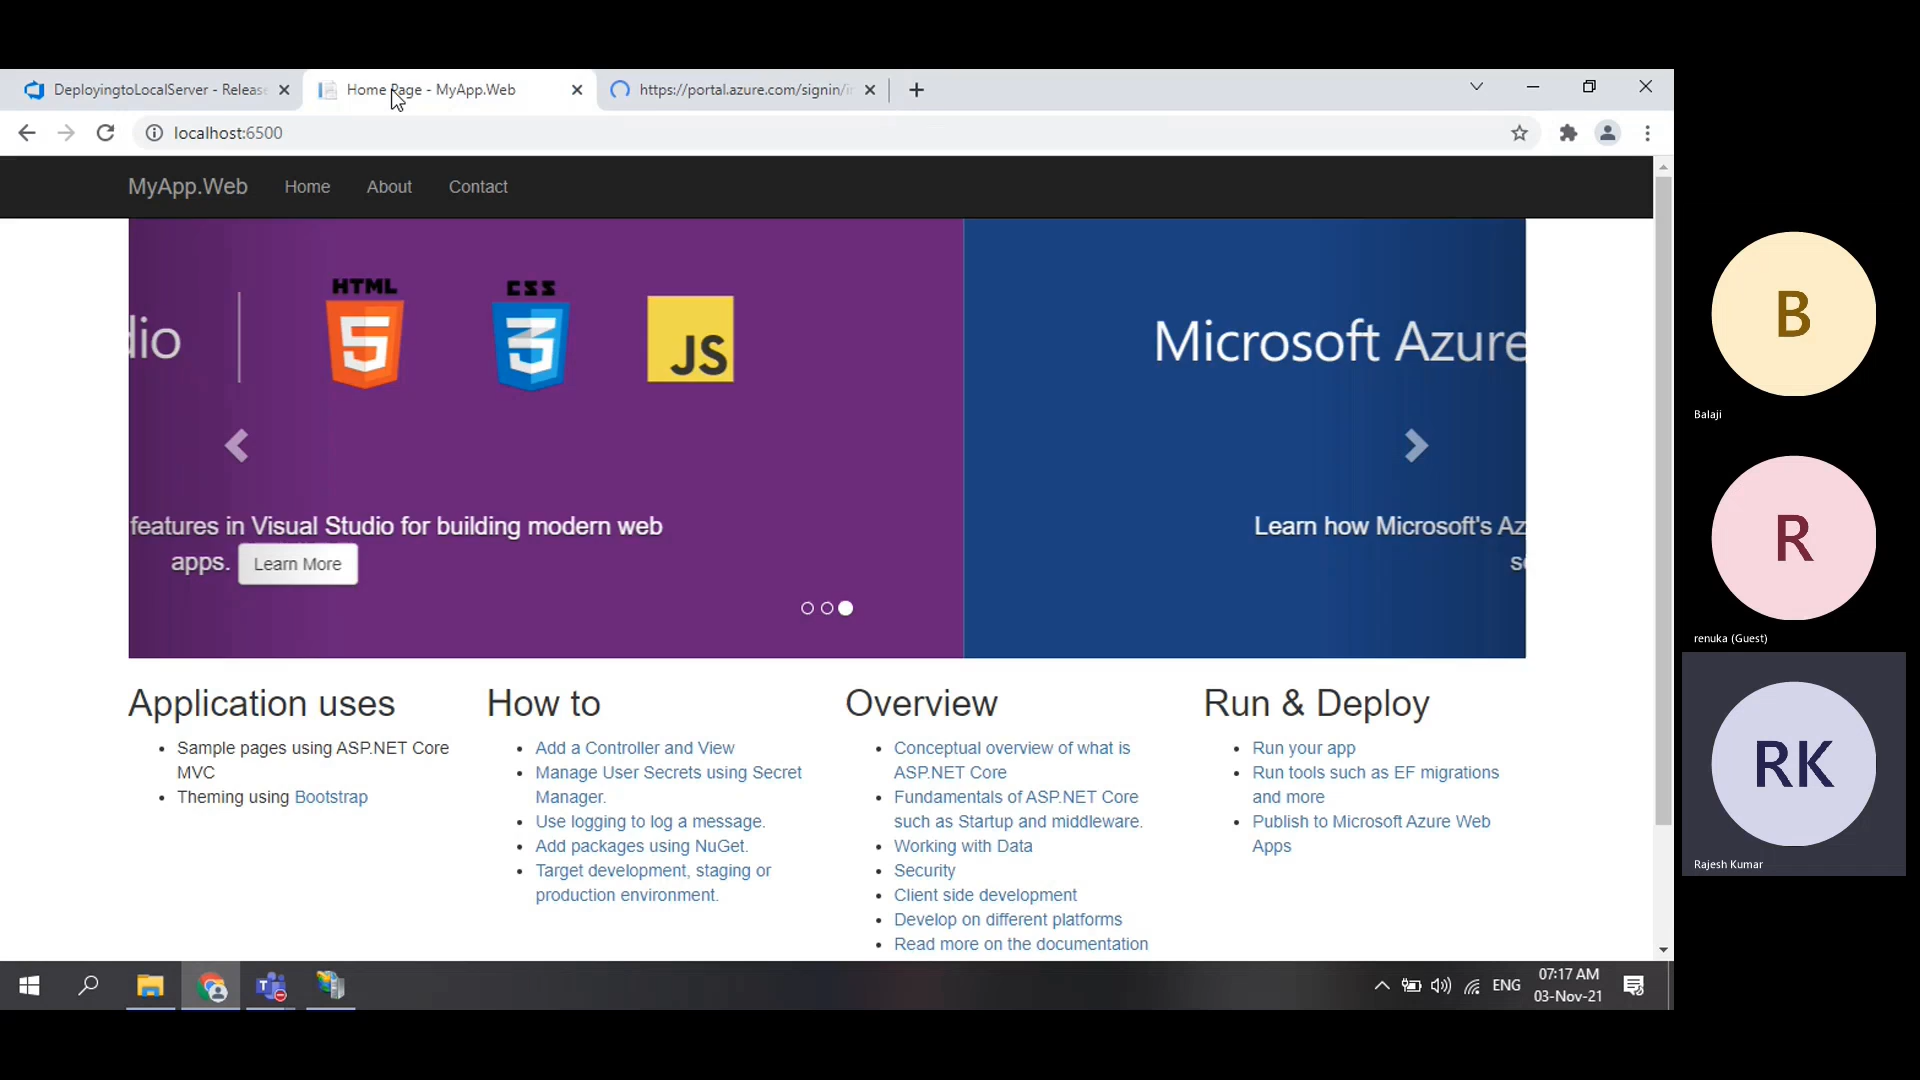 DeployingtoLocalServer - Release
Home Page - MyApp.Web
https://portal.azure.com/signin/i
localhost:6500
MyApp.Web
Home
About
Contact
dio
HTML
5
CSS
3
JS
Microsoft Azure
features in Visual Studio for building modern web
apps.
Learn More
Learn how Microsoft's Az
se
Application uses
Sample pages using ASP.NET Core
MVC
Theming using Bootstrap
How to
Add a Controller and View
Manage User Secrets using Secret
Manager.
Use logging to log a message.
Add packages using NuGet.
Target development, staging or
production environment.
Overview
Conceptual overview of what is
ASP.NET Core
Fundamentals of ASP.NET Core
such as Startup and middleware.
Working with Data
Security
Client side development
Develop on different platforms
Read more on the documentation
Run & Deploy
Run your app
Run tools such as EF migrations
and more
Publish to Microsoft Azure Web
Apps
ENG
07:17 AM
03-Nov-21
B
Balaji
R
renuka (Guest)
RK
Rajesh Kumar